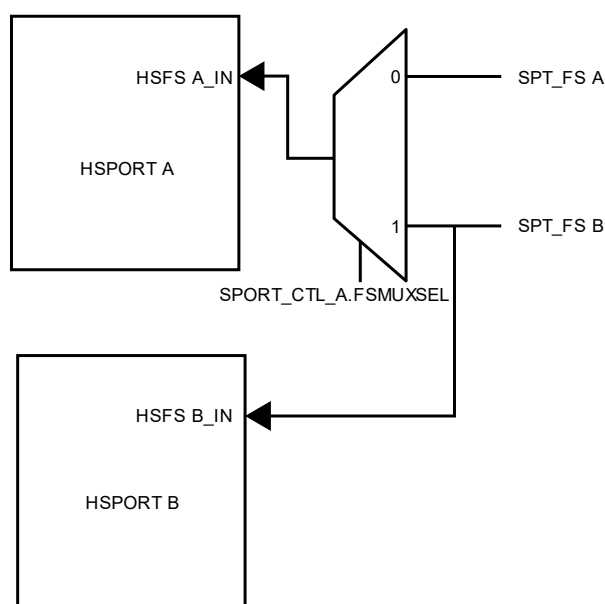 0
SPT_FS A
HSFS A_IN
HSPORT A
1
SPT_FS B
SPORT_CTL_A.FSMUXSEL
HSFS B_IN
HSPORT B